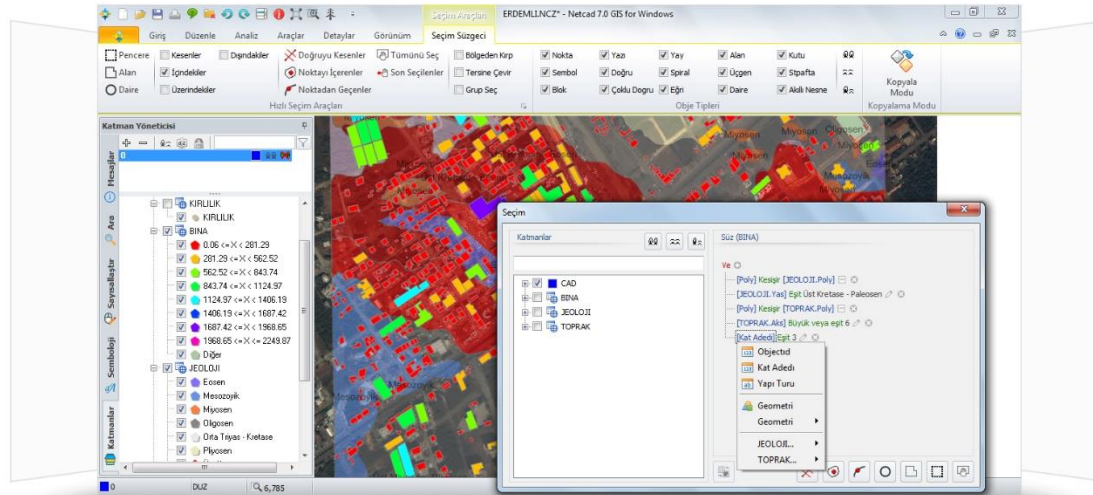 Seçim Araçları
ERDEMLI.NCZ* - Netcad 7.0 GIS for Windows
Giriş Düzenle Analiz Araçlar Detaylar Görünüm Seçim Süzgeci
Pencere Kesenler Dışındakiler Doğruyu Kesenler Tümünü Seç Bölgeden Kırp Nokta Yazı Yay Alan Kutu
Alan İçindekiler Noktayı İçerenler Son Seçilenler Tersine Çevir Sembol Doğru Spiral Üçgen Stpafta
Daire Üzerindekiler Noktadan Geçenler Grup Seç Blok Çoklu Dogru Eğri Daire Akıllı Nesne
Kopyala
Modu
Hızlı Seçim Araçları Obje Tipleri Kopyalama Modu
Katman Yöneticisi
0
Mesajlar
Ara
Sayısallaştır
Semboloji
Katmanlar
KIRLILIK
KIRLILIK
BINA
0.06 <= X < 281.29
281.29 <= X < 562.52
562.52 <= X < 843.74
843.74 <= X < 1124.97
1124.97 <= X < 1406.19
1406.19 <= X < 1687.42
1687.42 <= X < 1968.65
1968.65 <= X <= 2249.87
Diğer
JEOLOJI
Eosen
Mesozoyik
Miyosen
Oligosen
Orta Triyas - Kretase
Pliyosen
Miyosen
Miyosen
Oligosen
Miyosen
Mesozoyik
Mesozoyik
Seçim
Katmanlar
CAD
BINA
JEOLOJI
TOPRAK
Süz (BINA)
Ve
[Poly] Kesişir [JEOLOJI.Poly]
[JEOLOJI.Yas] Eşit Üst Kretase - Paleosen
[Poly] Kesişir [TOPRAK.Poly]
[TOPRAK.Aks] Büyük veya eşit 6
[Kat Adedi] Eşit 3
Objectıd
Kat Adedı
Yapı Turu
Geometri
Geometri
JEOLOJI...
TOPRAK...
0 DUZ 6,785